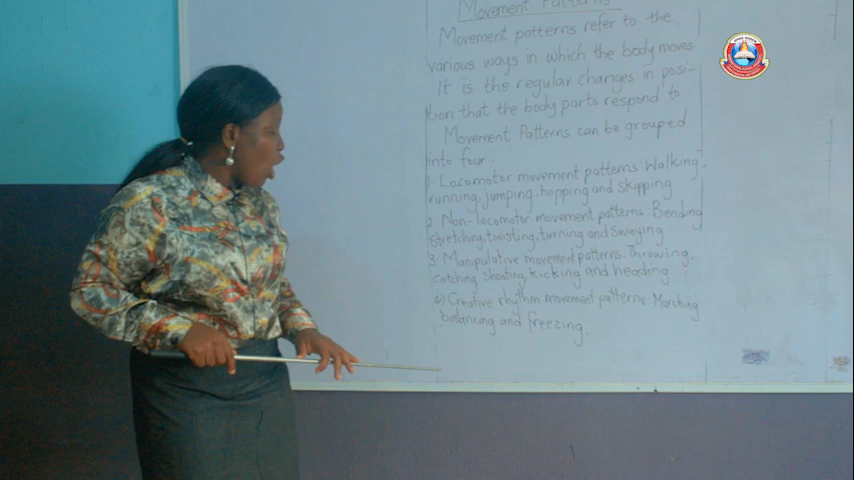 Movement Patterns
Movement patterns refer to the
various ways in which the body moves
It is the regular changes in posi-
tion that the body parts respond to
Movement Patterns can be grouped
into four.
1. Locomotor movement patterns: Walking,
running, jumping, hopping and skipping
2) Non-locomotor movement patterns: Bending
stretching, twisting, turning and swaying
3. Manipulative movement patterns: Throwing,
catching, shooting, kicking and heading
4) Creative rhythm movement patterns: Marching
balancing and freezing.